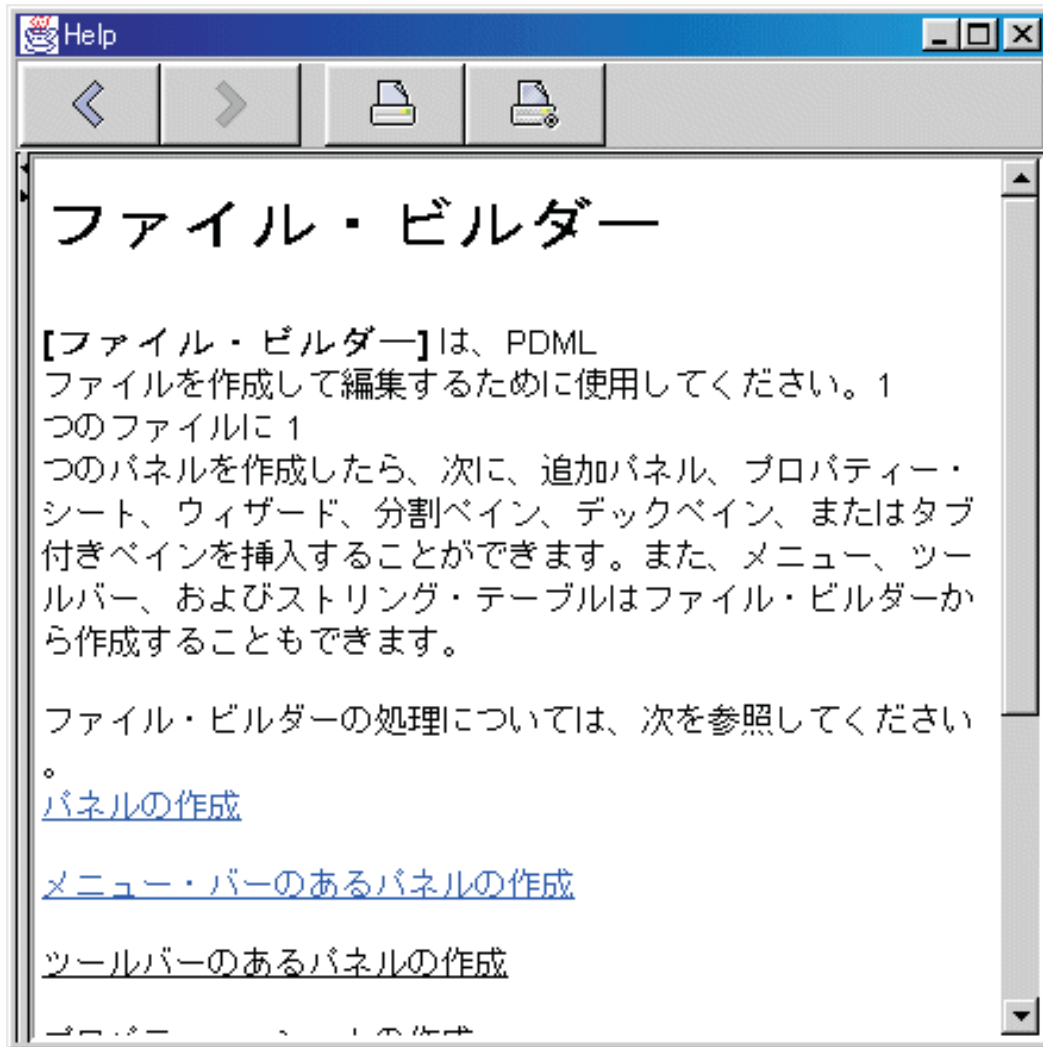 Help
ファイル・ビルダー
[ファイル・ビルダー] は、PDML
ファイルを作成して編集するために使用してください。1
つのファイルに 1
つのパネルを作成したら、次に、追加パネル、プロパティー・
シート、ウィザード、分割ペイン、デックペイン、またはタブ
付きペインを挿入することができます。また、メニュー、ツー
ルバー、およびストリング・テーブルはファイル・ビルダーか
ら作成することもできます。
ファイル・ビルダーの処理については、次を参照してください
。
パネルの作成
メニュー・バーのあるパネルの作成
ツールバーのあるパネルの作成